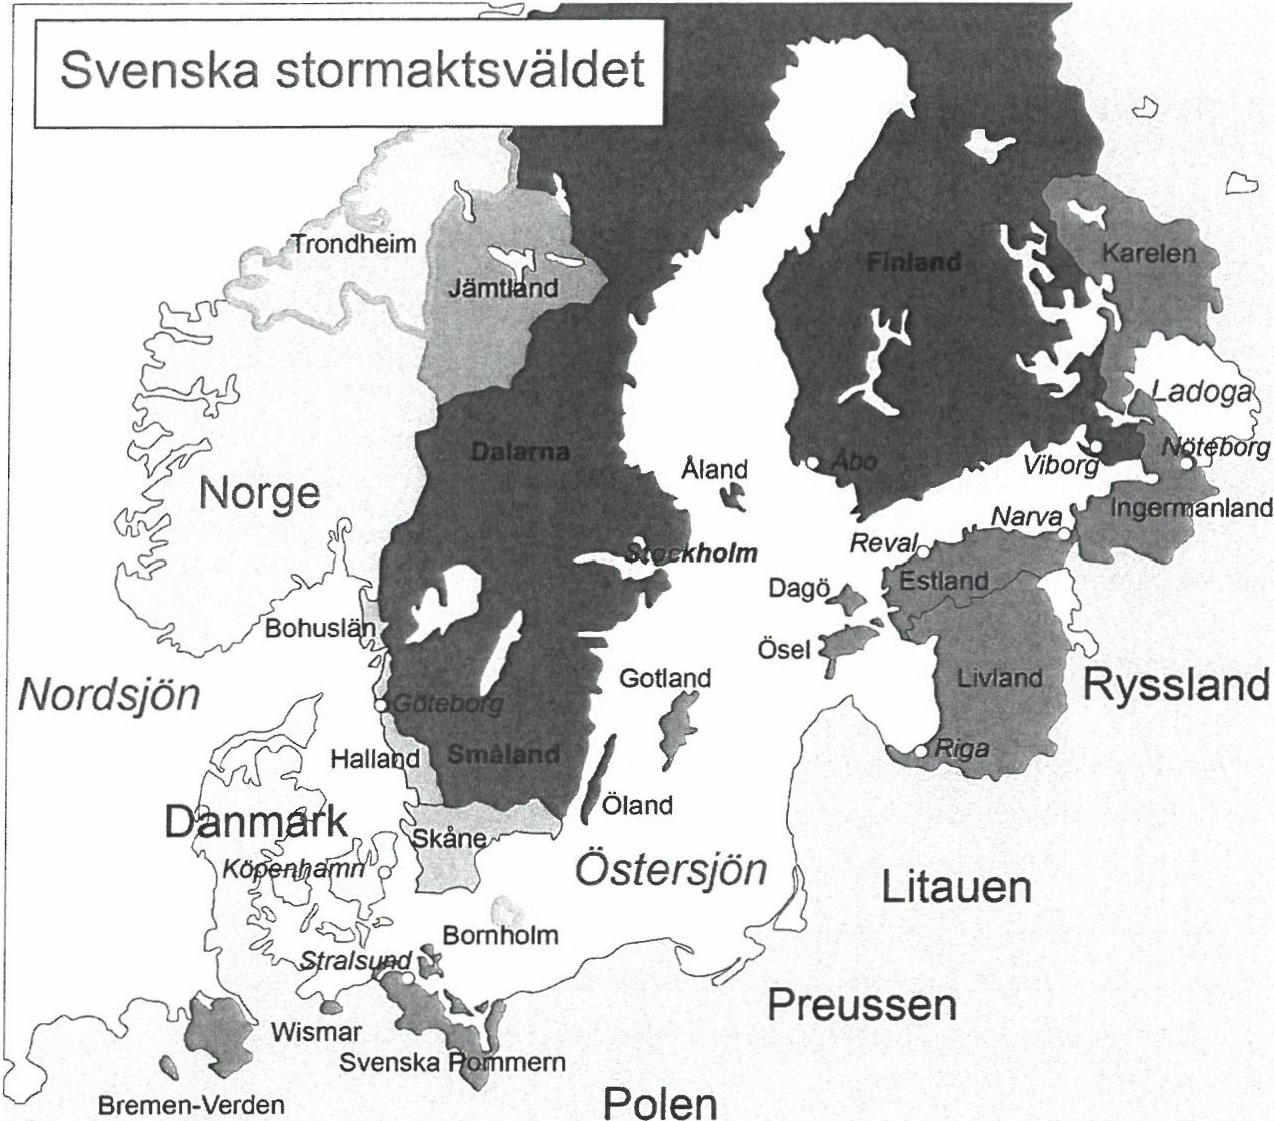 Svenska stormaktsväldet
Trondheim
Jämtland
Finland
Karelen
Ladoga
Dalarna
Åland
Åbo
Viborg
Nöteborg
Norge
Ingermanland
Narva
Stockholm
Reval
Estland
Dagö
Bohuslän
Ösel
Nordsjön
Gotland
Livland
Ryssland
Göteborg
Halland
Småland
Riga
Öland
Danmark
Skåne
Köpenhamn
Östersjön
Litauen
Bornholm
Stralsund
Preussen
Wismar
Svenska Pommern
Bremen-Verden
Polen